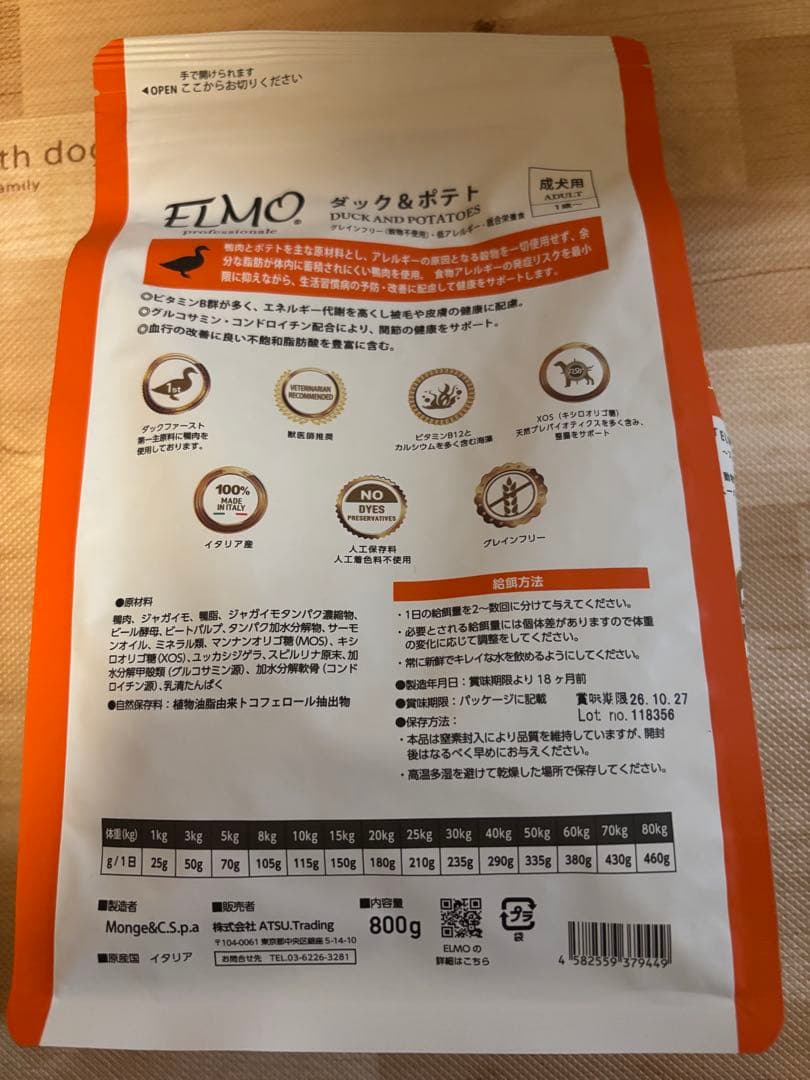 手で開けられます
◀OPEN ここからお切りください
th do
amily
ELMO®
professionale
ダック&ポテト
DUCK AND POTATOES
グレインフリー(穀物不使用)・低アレルギー・総合栄養食
成犬用
ADULT
1歳〜
鴨肉とポテトを主な原材料とし、アレルギーの原因となる穀物を一切使用せず、余
分な脂肪が体内に蓄積されにくい鴨肉を使用。食物アレルギーの発症リスクを最小
限に抑えながら、生活習慣病の予防・改善に配慮して健康をサポートします。
◎ビタミンB群が多く、エネルギー代謝を高くし被毛や皮膚の健康に配慮。
◎グルコサミン・コンドロイチン配合により、関節の健康をサポート。
◎血行の改善に良い不飽和脂肪酸を豊富に含む。
1st
ダックファースト
第一主原料に鴨肉を
使用しております。
VETERINARIAN
RECOMMENDED
獣医師推奨
ビタミンB12と
カルシウムを多く含む海藻
XOS(キシロオリゴ糖)
天然プレバイオティクスを多く含み、
整腸をサポート
100%
MADE
IN ITALY
イタリア産
NO
DYES
PRESERVATIVES
人工保存料
人工着色料不使用
グレインフリー
●原材料
鴨肉、ジャガイモ、鴨脂、ジャガイモタンパク濃縮物、
ビール酵母、ビートパルプ、タンパク加水分解物、サーモ
ンオイル、ミネラル類、マンナンオリゴ糖(MOS)、キシ
ロオリゴ糖(XOS)、ユッカシジゲラ、スピルリナ原末、加
水分解甲殻類(グルコサミン源)、加水分解軟骨(コンド
ロイチン源)、乳清たんぱく
●自然保存料:植物油脂由来トコフェロール抽出物
給餌方法
・1日の給餌量を2〜数回に分けて与えてください。
・必要とされる給餌量には個体差がありますので体重
の変化に応じて調整をしてください。
・常に新鮮でキレイな水を飲めるようにしてください。
●製造年月日:賞味期限より18ヶ月前
●賞味期限:パッケージに記載
賞味期限26.10.27
Lot no.118356
●保存方法:
・本品は窒素封入により品質を維持していますが、開封
後はなるべく早めにお与えください。
・高温多湿を避けて乾燥した場所で保存してください。
体重(kg) 1kg 3kg 5kg 8kg 10kg 15kg 20kg 25kg 30kg 40kg 50kg 60kg 70kg 80kg
g/1日 25g 50g 70g 105g 115g 150g 180g 210g 235g 290g 335g 380g 430g 460g
■製造者
Monge&C.S.p.a
■原産国 イタリア
■販売者
株式会社 ATSU.Trading
〒104-0061 東京都中央区銀座 5-14-10
お問合せ先 TEL.03-6226-3281
■内容量
800g
ELMOの
詳細はこちら
プラ
袋
4 582559 379449